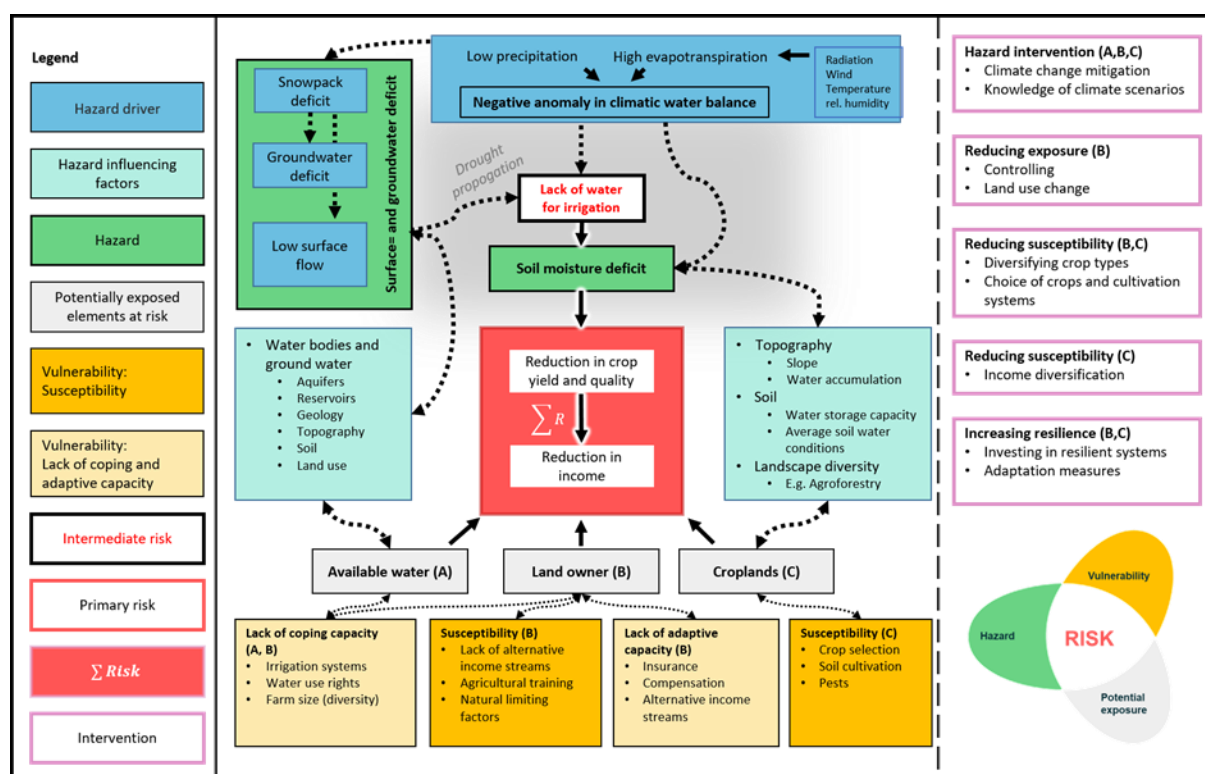 Legend
Hazard driver
Hazard influencing
factors
Hazard
Potentially exposed
elements at risk
Vulnerability:
Susceptibility
Vulnerability:
Lack of coping and
adaptive capacity
Intermediate risk
Primary risk
∑ Risk
Intervention
Low precipitation
High evapotranspiration
Radiation
Wind
Temperature
rel. humidity
Negative anomaly in climatic water balance
Snowpack
deficit
Groundwater
deficit
Low surface
flow
Surface= and groundwater deficit
Drought
propagation
Lack of water
for irrigation
Soil moisture deficit
• Water bodies and
ground water
• Aquifers
• Reservoirs
• Geology
• Topography
• Soil
• Land use
Reduction in crop
yield and quality
∑ R
Reduction in
income
• Topography
• Slope
• Water accumulation
• Soil
• Water storage capacity
• Average soil water
conditions
• Landscape diversity
• E.g. Agroforestry
Available water (A)
Land owner (B)
Croplands (C)
Lack of coping capacity
(A, B)
• Irrigation systems
• Water use rights
• Farm size (diversity)
Susceptibility (B)
• Lack of alternative
income streams
• Agricultural training
• Natural limiting
factors
Lack of adaptive
capacity (B)
• Insurance
• Compensation
• Alternative income
streams
Susceptibility (C)
• Crop selection
• Soil cultivation
• Pests
Hazard intervention (A,B,C)
• Climate change mitigation
• Knowledge of climate scenarios
Reducing exposure (B)
• Controlling
• Land use change
Reducing susceptibility (B,C)
• Diversifying crop types
• Choice of crops and cultivation
systems
Reducing susceptibility (C)
• Income diversification
Increasing resilience (B,C)
• Investing in resilient systems
• Adaptation measures
Vulnerability
Hazard
RISK
Potential
exposure